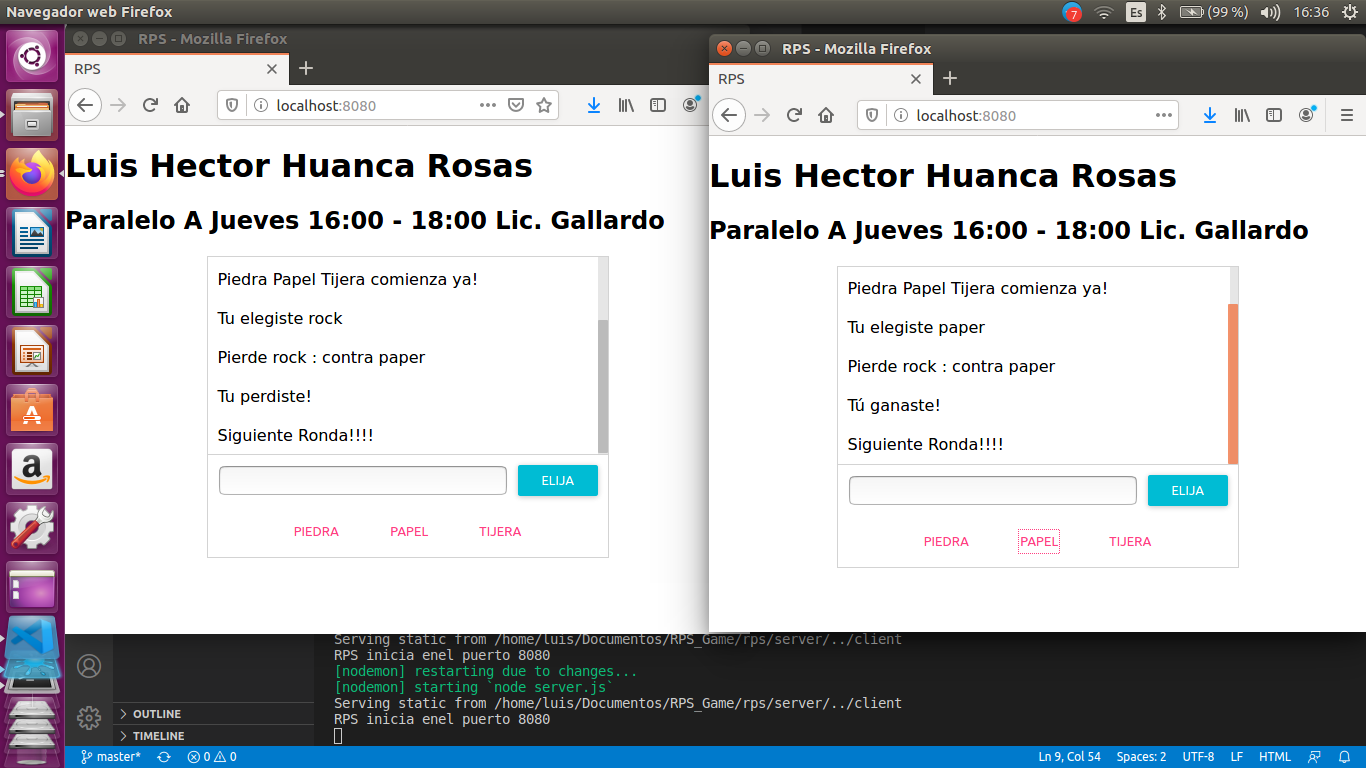 Navegador web Firefox
7 Es (99 %) 16:36
RPS - Mozilla Firefox
RPS
localhost:8080
Luis Hector Huanca Rosas
Paralelo A Jueves 16:00 - 18:00 Lic. Gallardo
Piedra Papel Tijera comienza ya!
Tu elegiste rock
Pierde rock : contra paper
Tu perdiste!
Siguiente Ronda!!!!
ELIJA
PIEDRA PAPEL TIJERA
RPS - Mozilla Firefox
RPS
localhost:8080
Luis Hector Huanca Rosas
Paralelo A Jueves 16:00 - 18:00 Lic. Gallardo
Piedra Papel Tijera comienza ya!
Tu elegiste paper
Pierde rock : contra paper
Tú ganaste!
Siguiente Ronda!!!!
ELIJA
PIEDRA PAPEL TIJERA
Serving static from /home/luis/Documentos/RPS_Game/rps/server/../client
RPS inicia enel puerto 8080
[nodemon] restarting due to changes...
[nodemon] starting `node server.js`
Serving static from /home/luis/Documentos/RPS_Game/rps/server/../client
RPS inicia enel puerto 8080
OUTLINE
TIMELINE
master* 0 0 Ln 9, Col 54 Spaces: 2 UTF-8 LF HTML